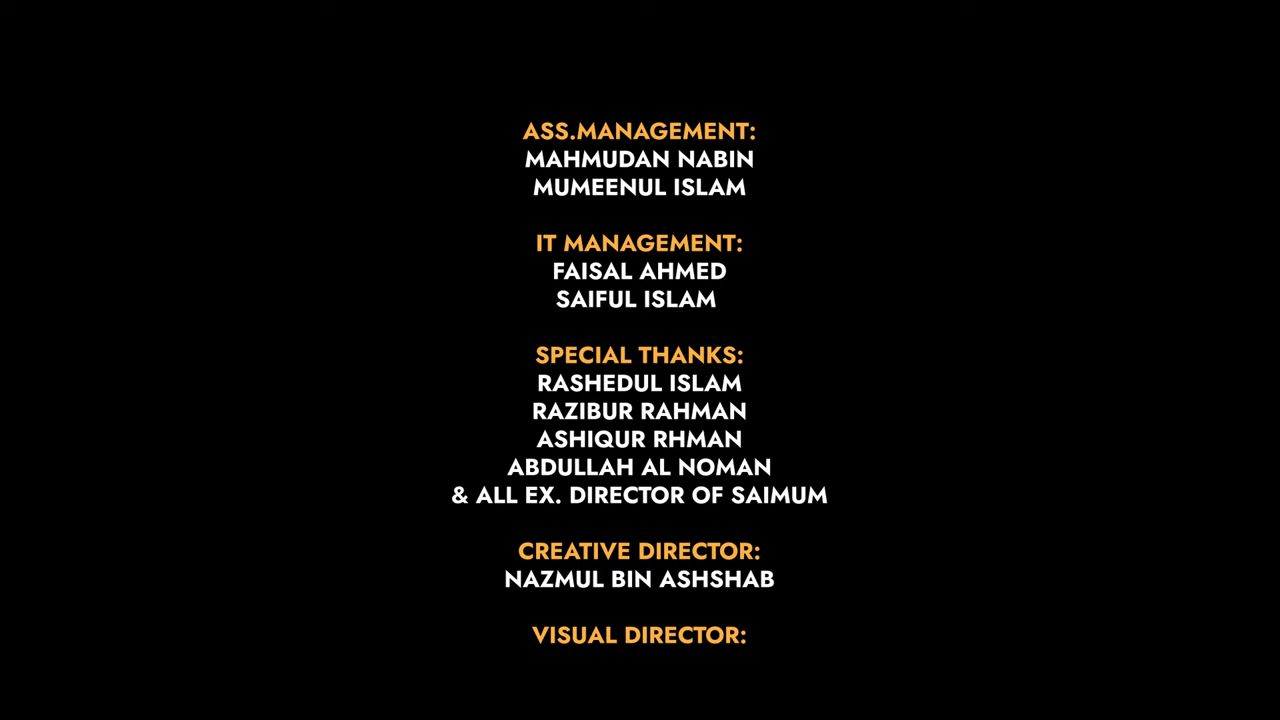 ASS.MANAGEMENT:
MAHMUDAN NABIN
MUMEENUL ISLAM
IT MANAGEMENT:
FAISAL AHMED
SAIFUL ISLAM
SPECIAL THANKS:
RASHEDUL ISLAM
RAZIBUR RAHMAN
ASHIQUR RHMAN
ABDULLAH AL NOMAN
& ALL EX. DIRECTOR OF SAIMUM
CREATIVE DIRECTOR:
NAZMUL BIN ASHSHAB
VISUAL DIRECTOR: